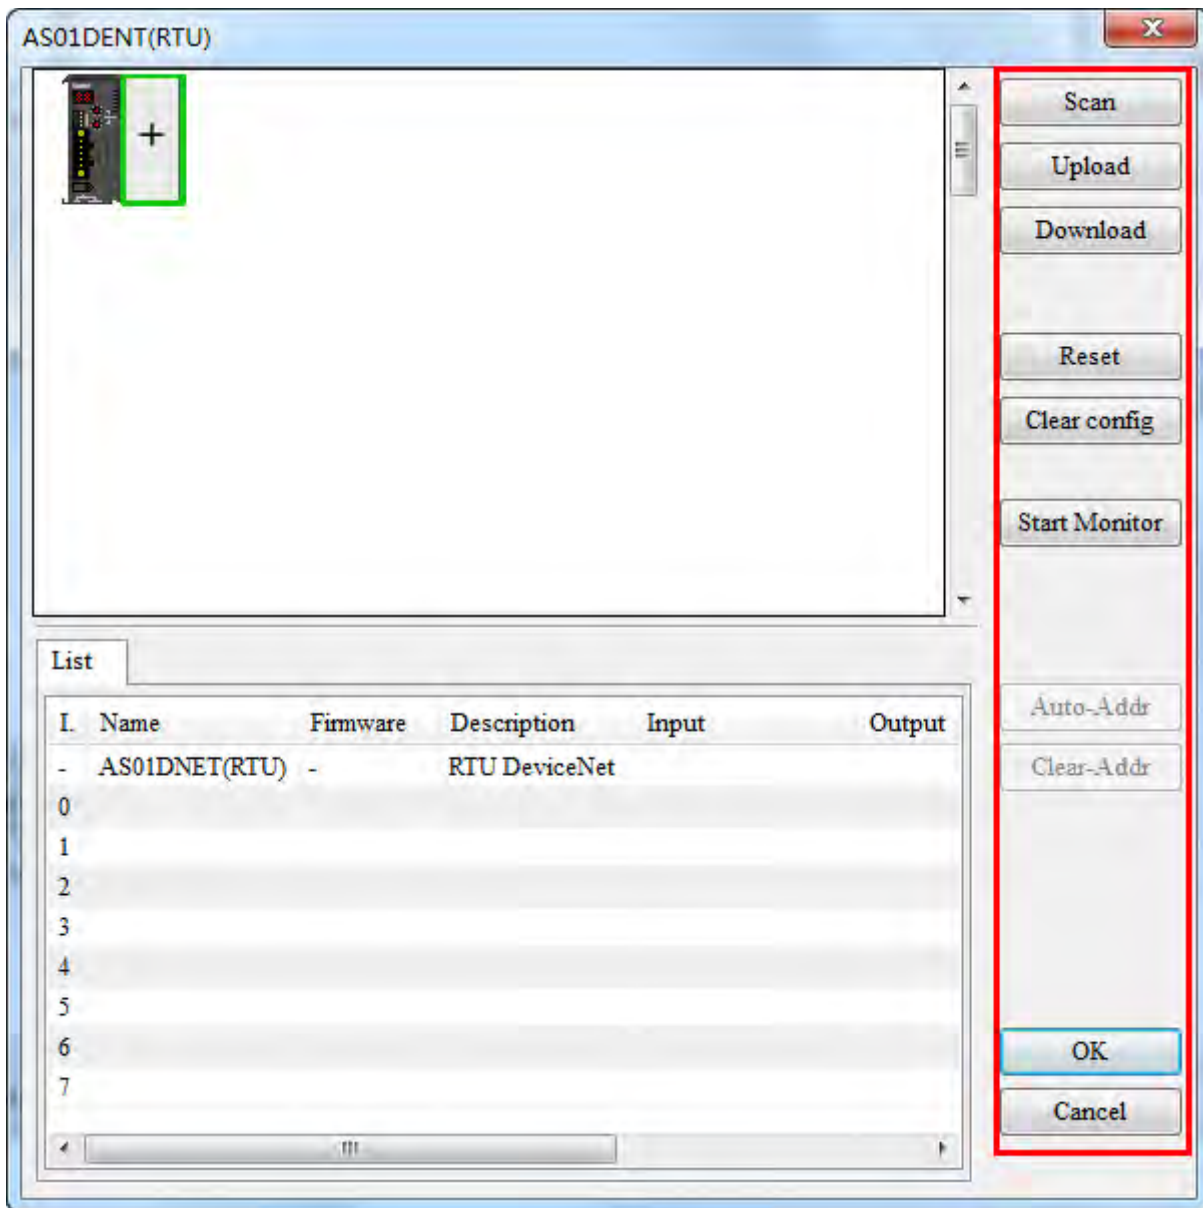 AS01DENT(RTU)
+
Scan
Upload
Download
Reset
Clear config
Start Monitor
Auto-Addr
Clear-Addr
OK
Cancel
List
I. Name Firmware Description Input Output
- AS01DNET(RTU) - RTU DeviceNet
0
1
2
3
4
5
6
7